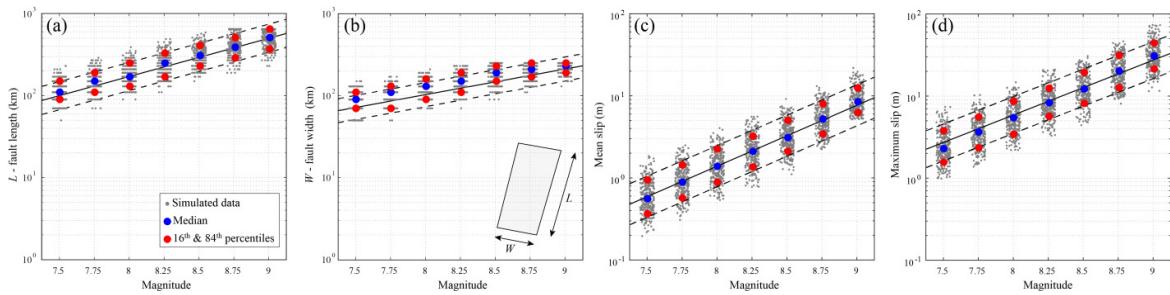 (a)
L - fault length (km)
10³
10²
10¹
10⁰
7.5 7.75 8 8.25 8.5 8.75 9
Magnitude
Simulated data
Median
16th & 84th percentiles
(b)
W - fault width (km)
10³
10²
10¹
10⁰
L
W
7.5 7.75 8 8.25 8.5 8.75 9
Magnitude
(c)
Mean slip (m)
10²
10¹
10⁰
10⁻¹
7.5 7.75 8 8.25 8.5 8.75 9
Magnitude
(d)
Maximum slip (m)
10²
10¹
10⁰
10⁻¹
7.5 7.75 8 8.25 8.5 8.75 9
Magnitude